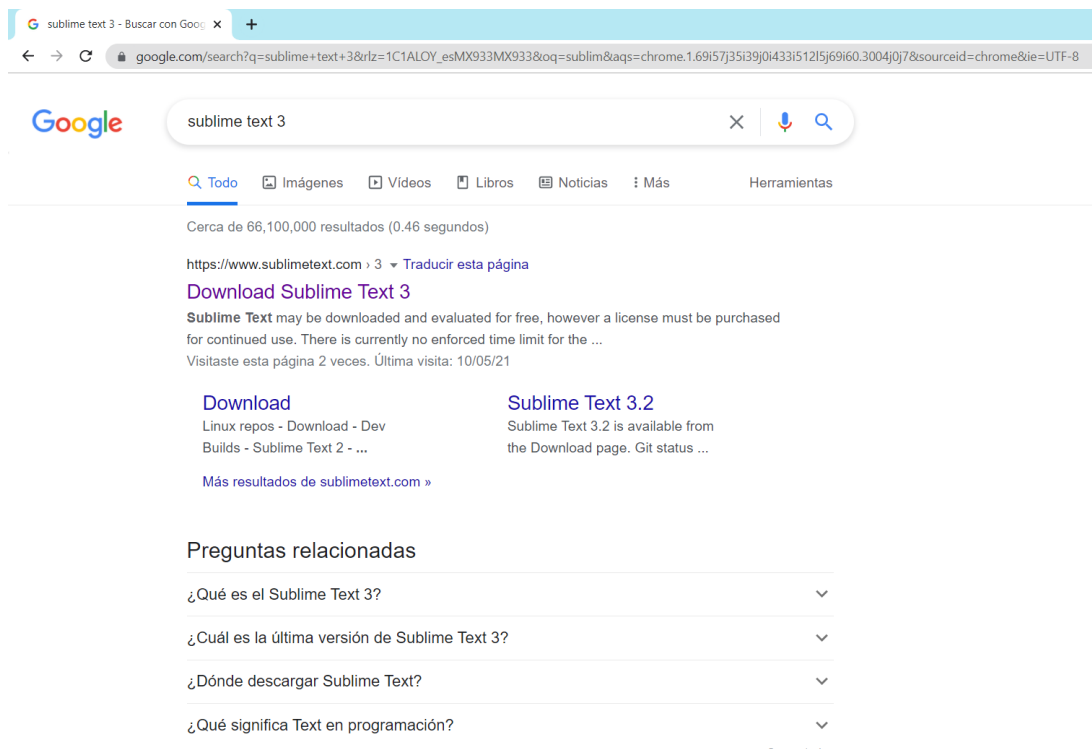 sublime text 3 - Buscar con Goog
google.com/search?q=sublime+text+3&rlz=1C1ALOY_esMX933MX933&oq=sublim&aqs=chrome.1.69i57j35i39j0i433i512l5j69i60.3004j0j7&sourceid=chrome&ie=UTF-8
Google
sublime text 3
Todo Imágenes Vídeos Libros Noticias Más Herramientas
Cerca de 66,100,000 resultados (0.46 segundos)
https://www.sublimetext.com › 3 Traducir esta página
Download Sublime Text 3
Sublime Text may be downloaded and evaluated for free, however a license must be purchased
for continued use. There is currently no enforced time limit for the ...
Visitaste esta página 2 veces. Última visita: 10/05/21
Download
Linux repos - Download - Dev
Builds - Sublime Text 2 - ...
Sublime Text 3.2
Sublime Text 3.2 is available from
the Download page. Git status ...
Más resultados de sublimetext.com »
Preguntas relacionadas
¿Qué es el Sublime Text 3?
¿Cuál es la última versión de Sublime Text 3?
¿Dónde descargar Sublime Text?
¿Qué significa Text en programación?